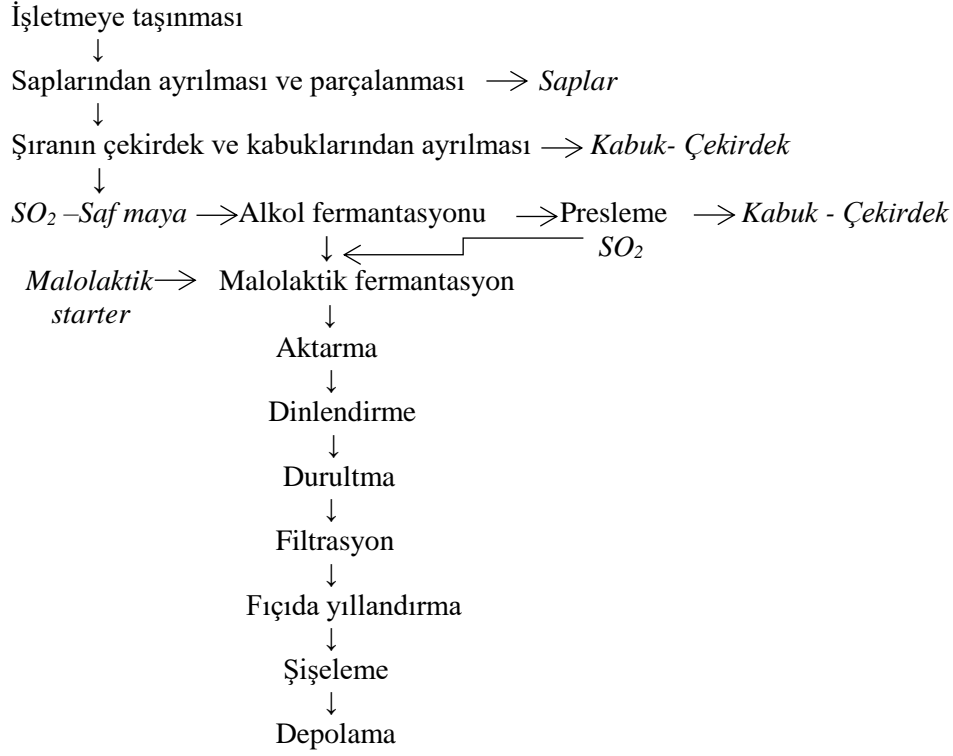 İşletmeye taşınması
↓
Saplarından ayrılması ve parçalanması → Saplar
↓
Şıranın çekirdek ve kabuklarından ayrılması → Kabuk- Çekirdek
↓
SO₂ –Saf maya → Alkol fermantasyonu → Presleme → Kabuk - Çekirdek
↓ ← SO₂
Malolaktik → Malolaktik fermantasyon
starter
↓
Aktarma
↓
Dinlendirme
↓
Durultma
↓
Filtrasyon
↓
Fıçıda yıllandırma
↓
Şişeleme
↓
Depolama